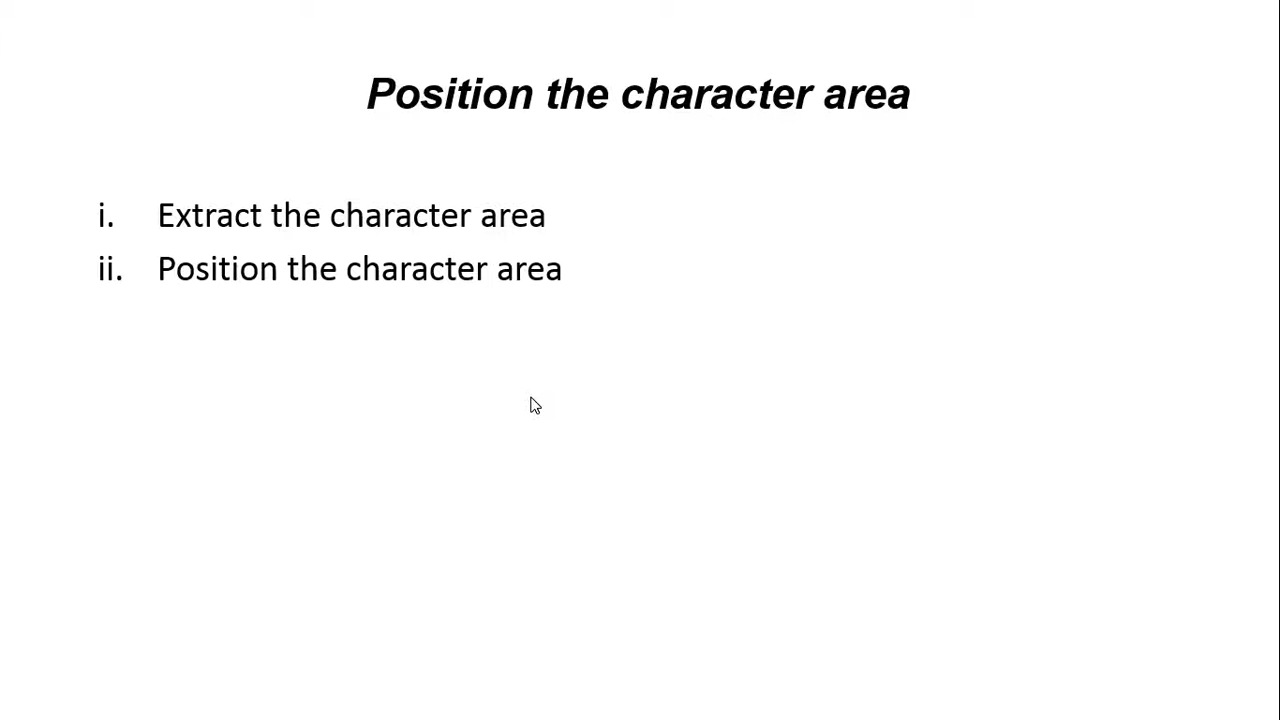 Position the character area
i. Extract the character area
ii. Position the character area